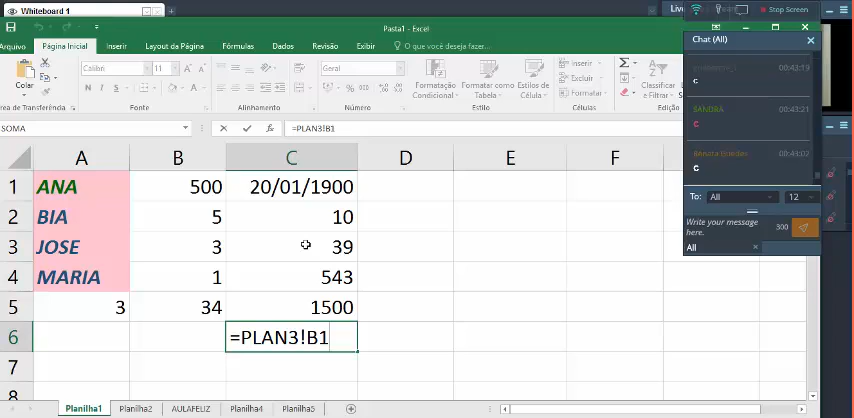 Whiteboard 1
Live
Stop Screen
Pasta1 - Excel
Arquivo
Página Inicial
Inserir
Layout da Página
Fórmulas
Dados
Revisão
Exibir
O que você deseja fazer...
Colar
Calibri
11
Formatação Condicional
Formatar como Tabela
Estilos de Célula
Inserir
Excluir
Formatar
Classificar e Filtrar
Área de Transferência
Fonte
Alinhamento
Número
Estilo
Células
SOMA
=PLAN3!B1
A B C D E F
1 ANA 500 20/01/1900
2 BIA 5 10
3 JOSE 3 39
4 MARIA 1 543
5 3 34 1500
6 =PLAN3!B1
7
8
Planilha1
Planilha2
AULAFELIZ
Planilha4
Planilha5
Chat (All)
00:43:19
c
SANDRA 00:43:21
c
00:43:02
c
To: All 12
Write your message here.
300
All